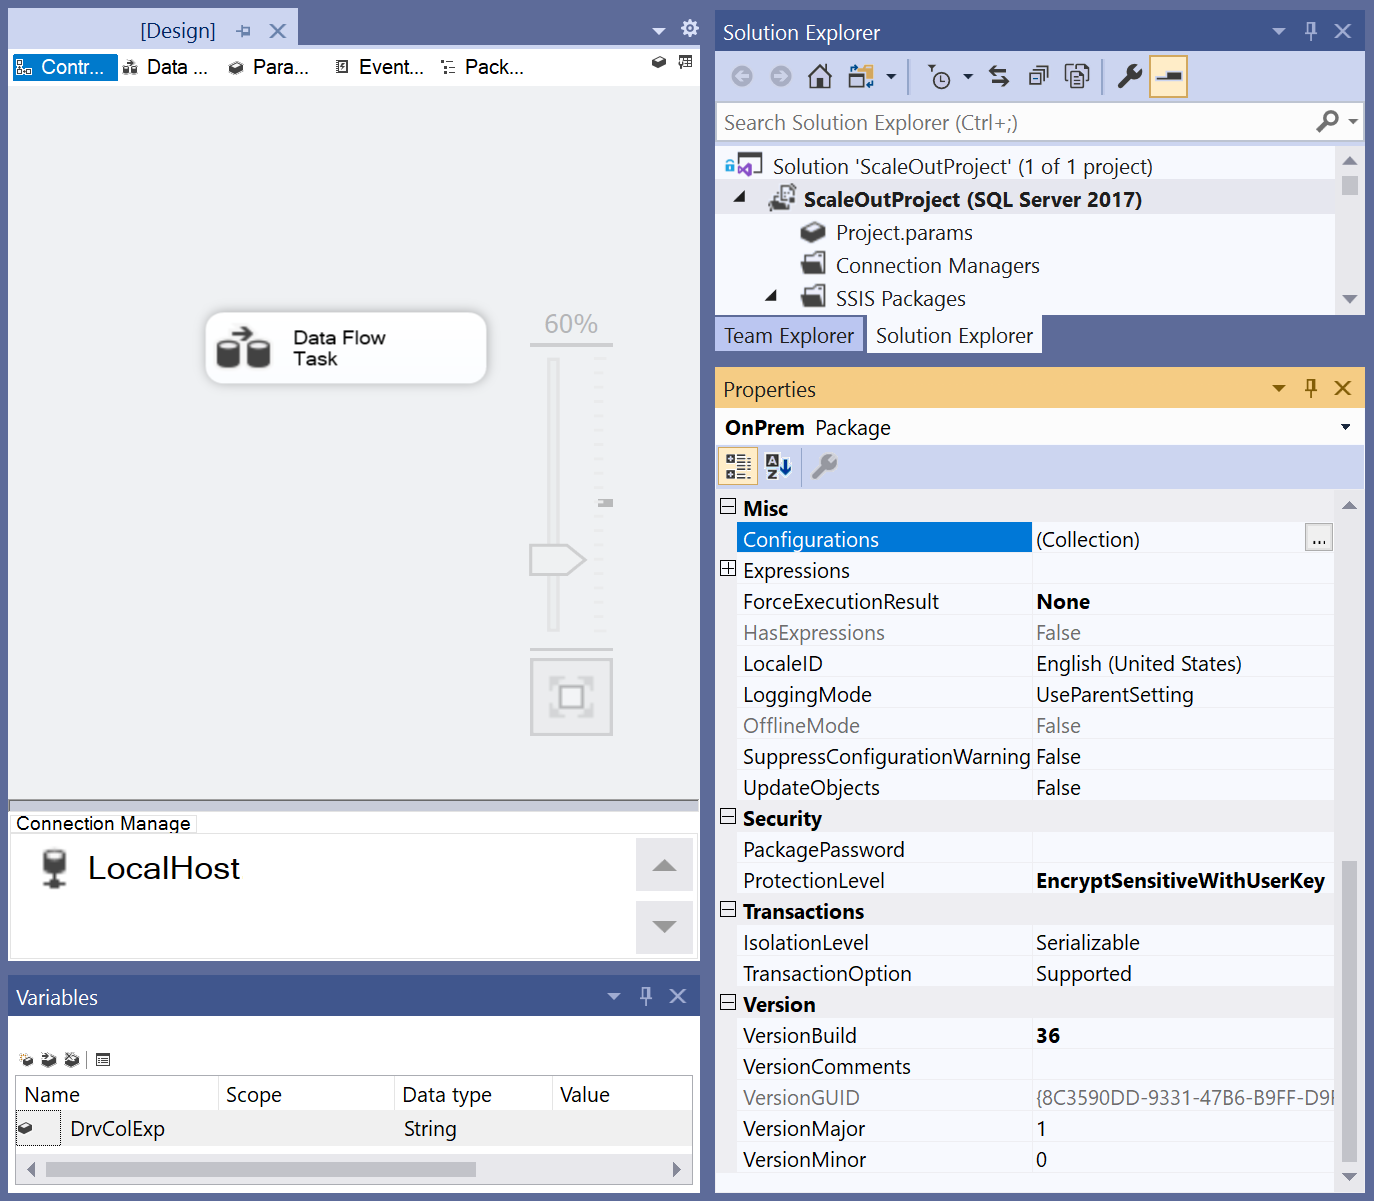 [Design]
Contr... Data ... Para... Event... Pack...
Data Flow
Task
60%
Connection Manage
LocalHost
Variables
Name Scope Data type Value
DrvColExp String
Solution Explorer
Search Solution Explorer (Ctrl+;)
Solution 'ScaleOutProject' (1 of 1 project)
ScaleOutProject (SQL Server 2017)
Project.params
Connection Managers
SSIS Packages
Team Explorer Solution Explorer
Properties
OnPrem Package
Misc
Configurations (Collection) ...
Expressions
ForceExecutionResult None
HasExpressions False
LocaleID English (United States)
LoggingMode UseParentSetting
OfflineMode False
SuppressConfigurationWarning False
UpdateObjects False
Security
PackagePassword
ProtectionLevel EncryptSensitiveWithUserKey
Transactions
IsolationLevel Serializable
TransactionOption Supported
Version
VersionBuild 36
VersionComments
VersionGUID {8C3590DD-9331-47B6-B9FF-D9
VersionMajor 1
VersionMinor 0